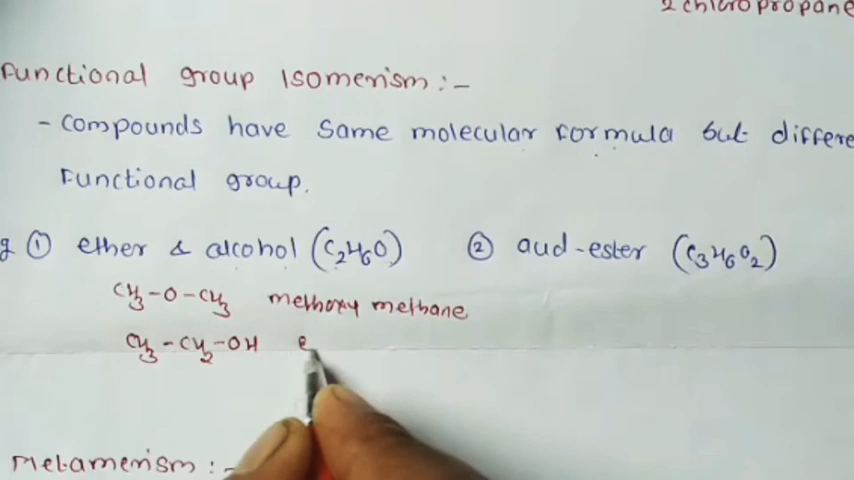 2 chloropropane
Functional group Isomerism :-
- Compounds have same molecular formula but differe
Functional group.
g ① ether & alcohol (C₂H₆O) ② acid - ester (C₃H₆O₂)
CH₃-O-CH₃ methoxy methane
CH₃-CH₂-OH e
Metamerism :-